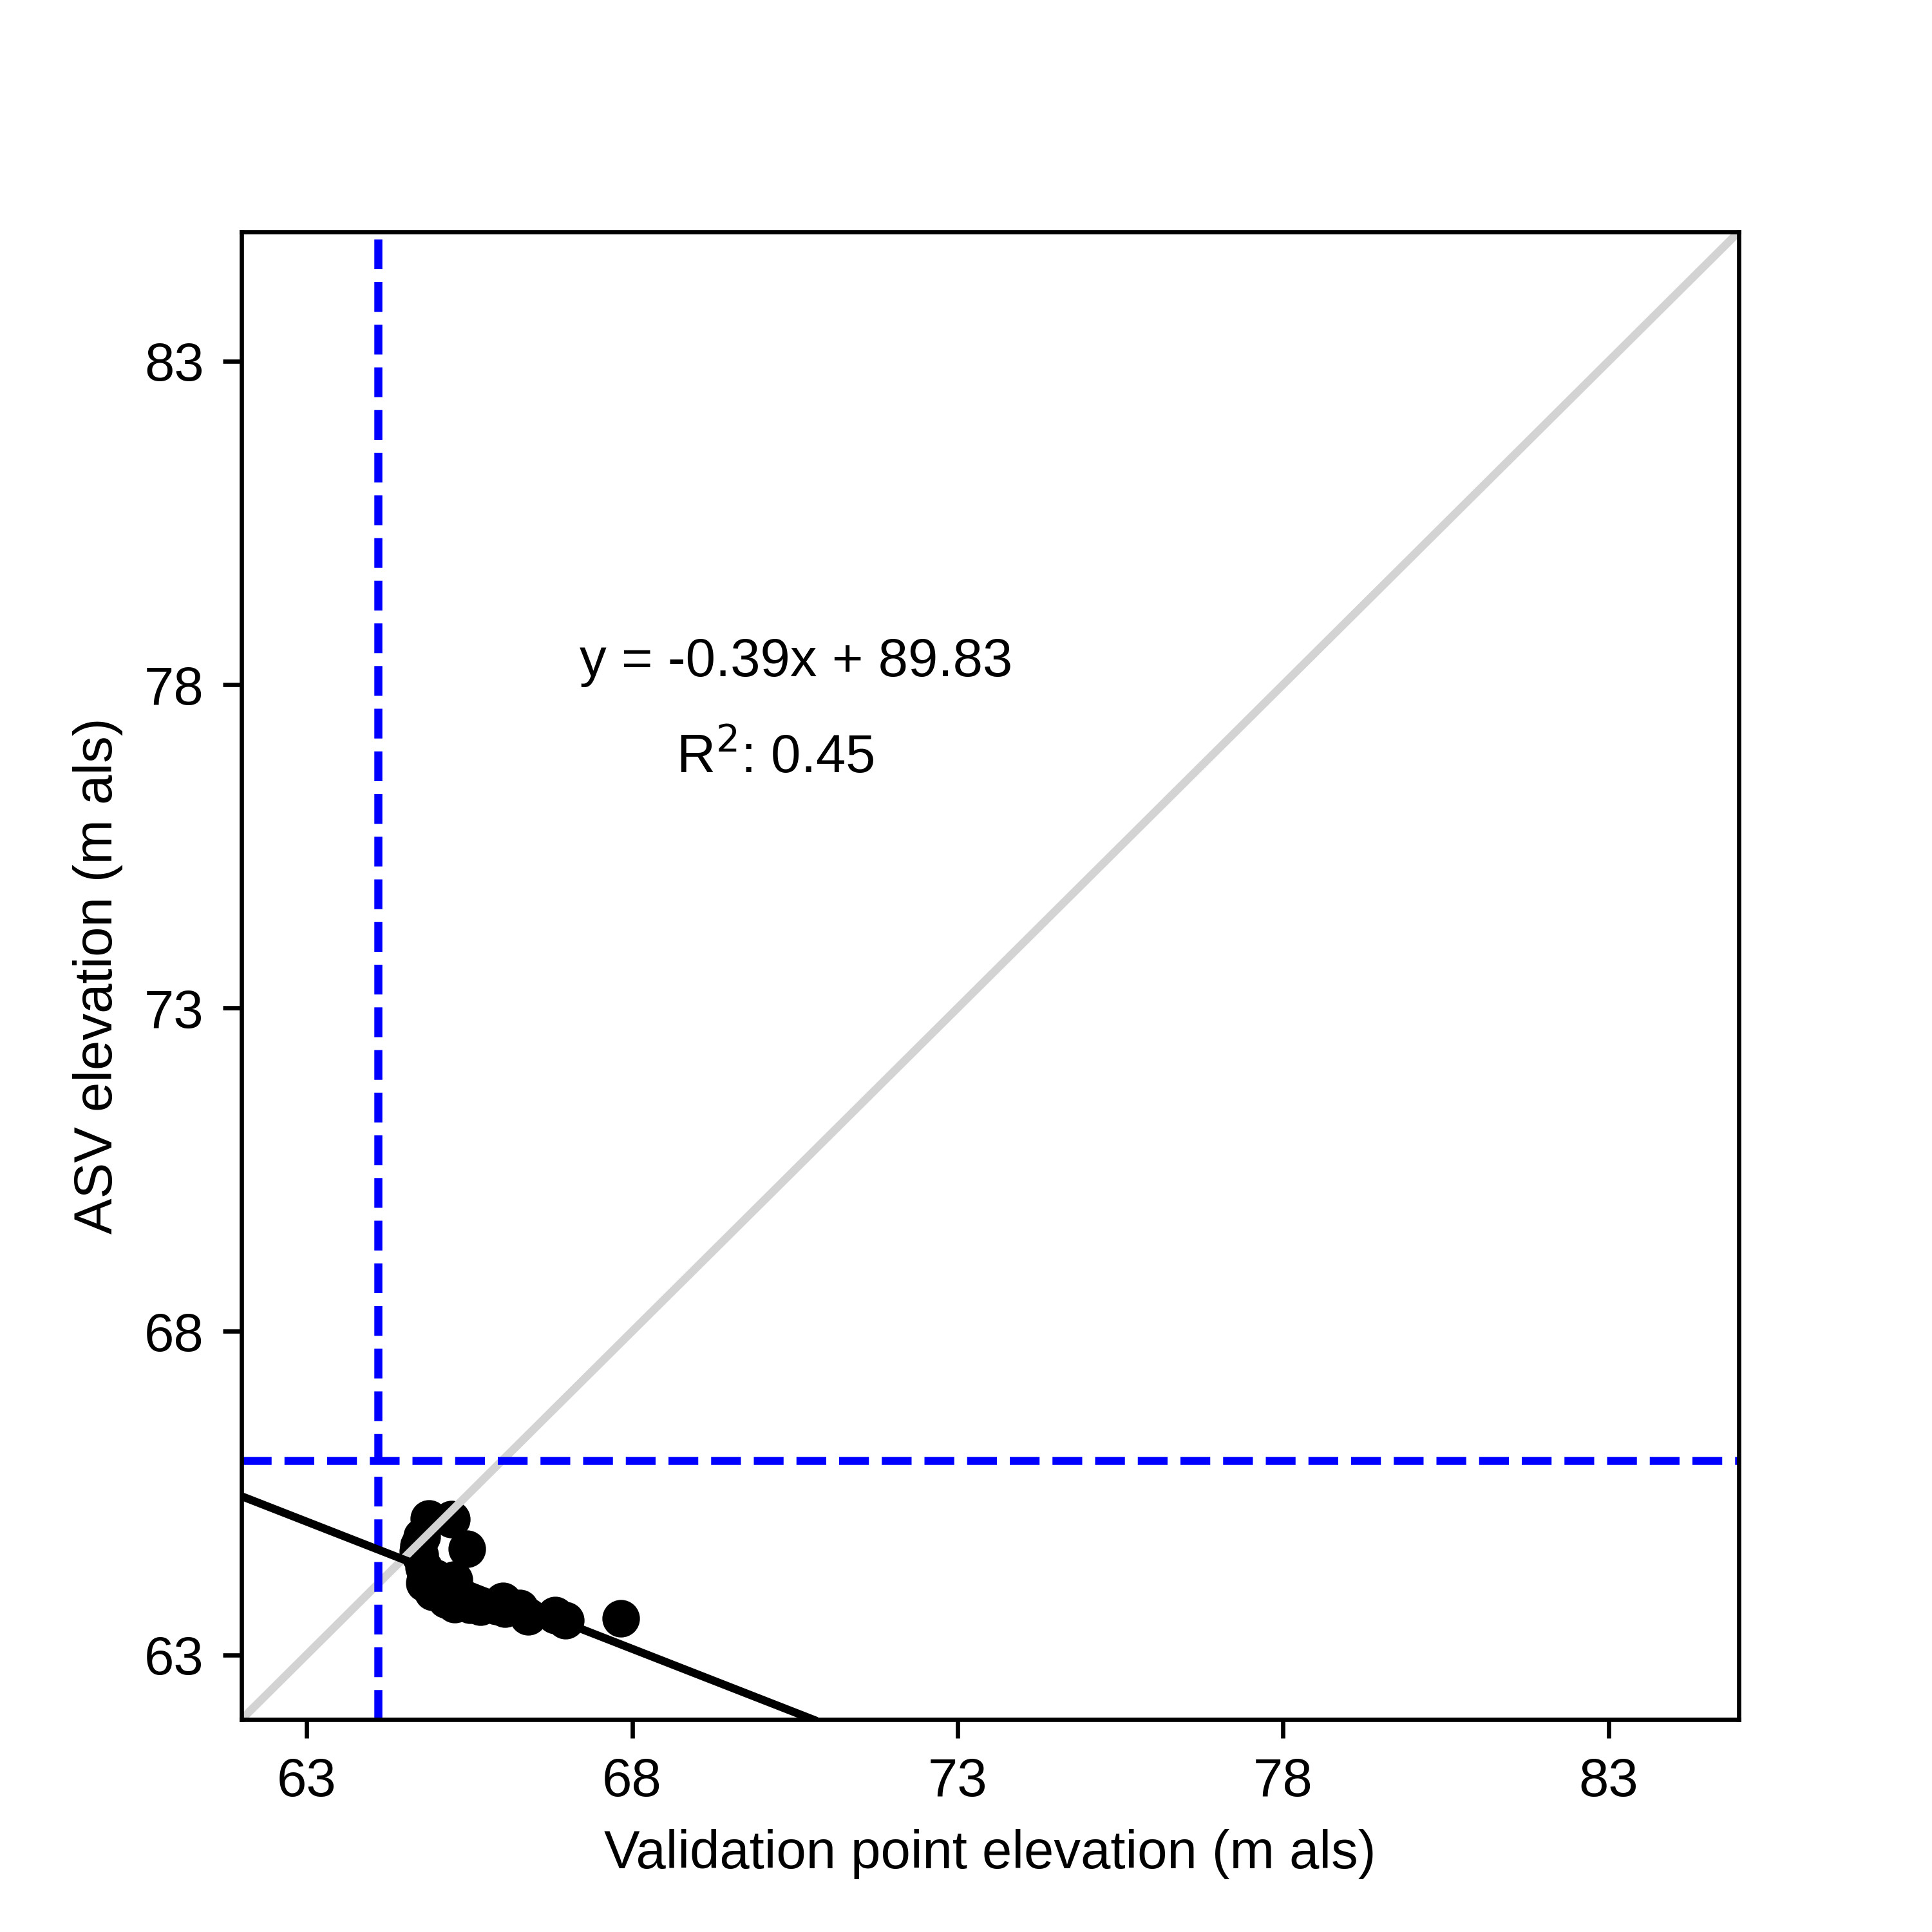 y = -0.39x + 89.83
R²: 0.45
ASV elevation (m als)
83
78
73
68
63
63 68 73 78 83
Validation point elevation (m als)